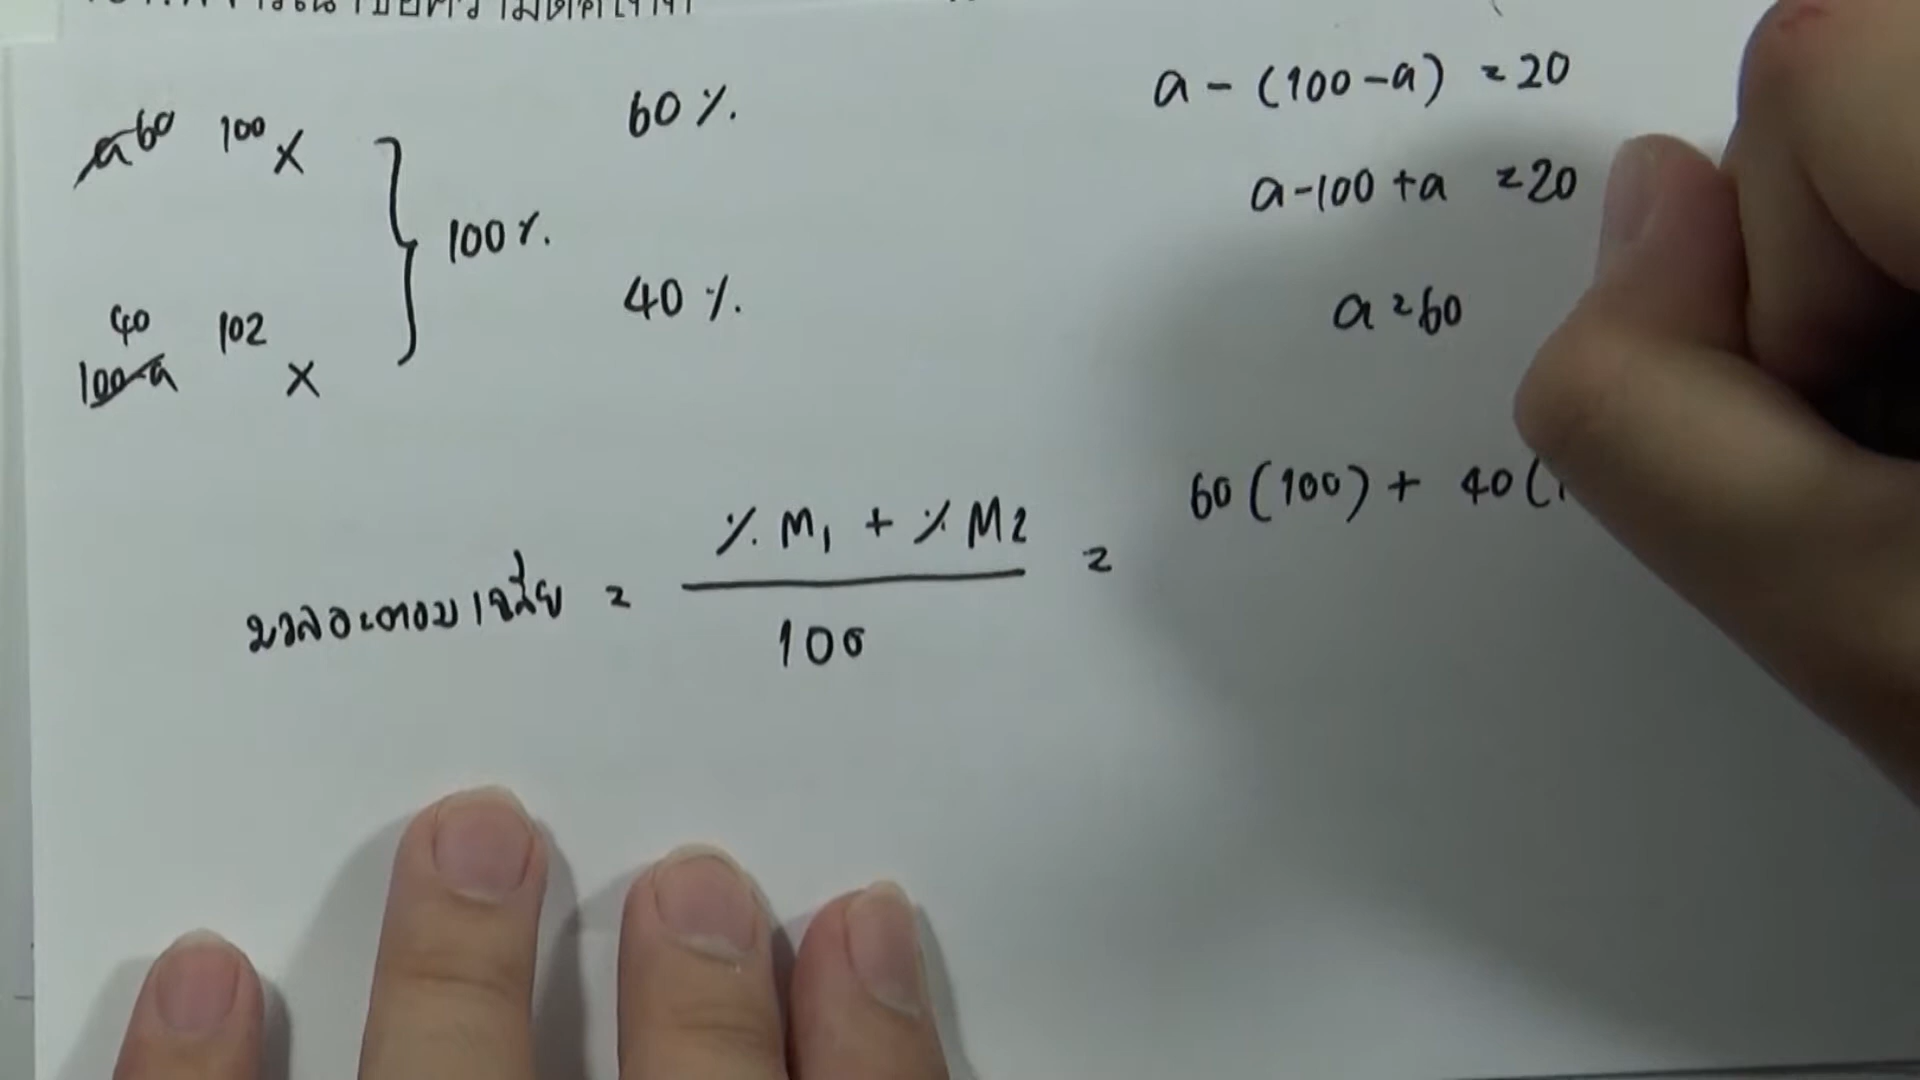 a 60 100 X
60 %.
100 %.
40
100-a 102 X
40 %.
a - (100 - a) = 20
a - 100 + a = 20
a = 60
มวลอะตอมเฉลี่ย = %. M1 + %. M2 = 60 (100) + 40 (
100